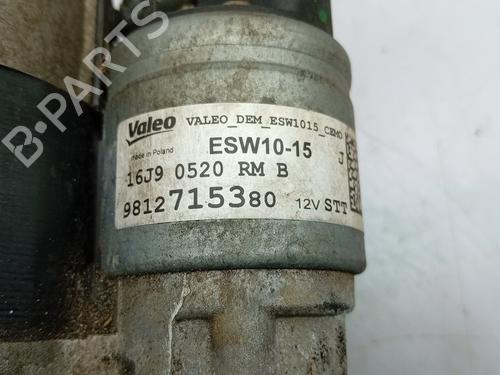 Valeo VALEO_DEM_ESW1015_CEMO
made in Poland ESW10-15 J
16J9 0520 RM B
9812715380 12V STT
B-PARTS